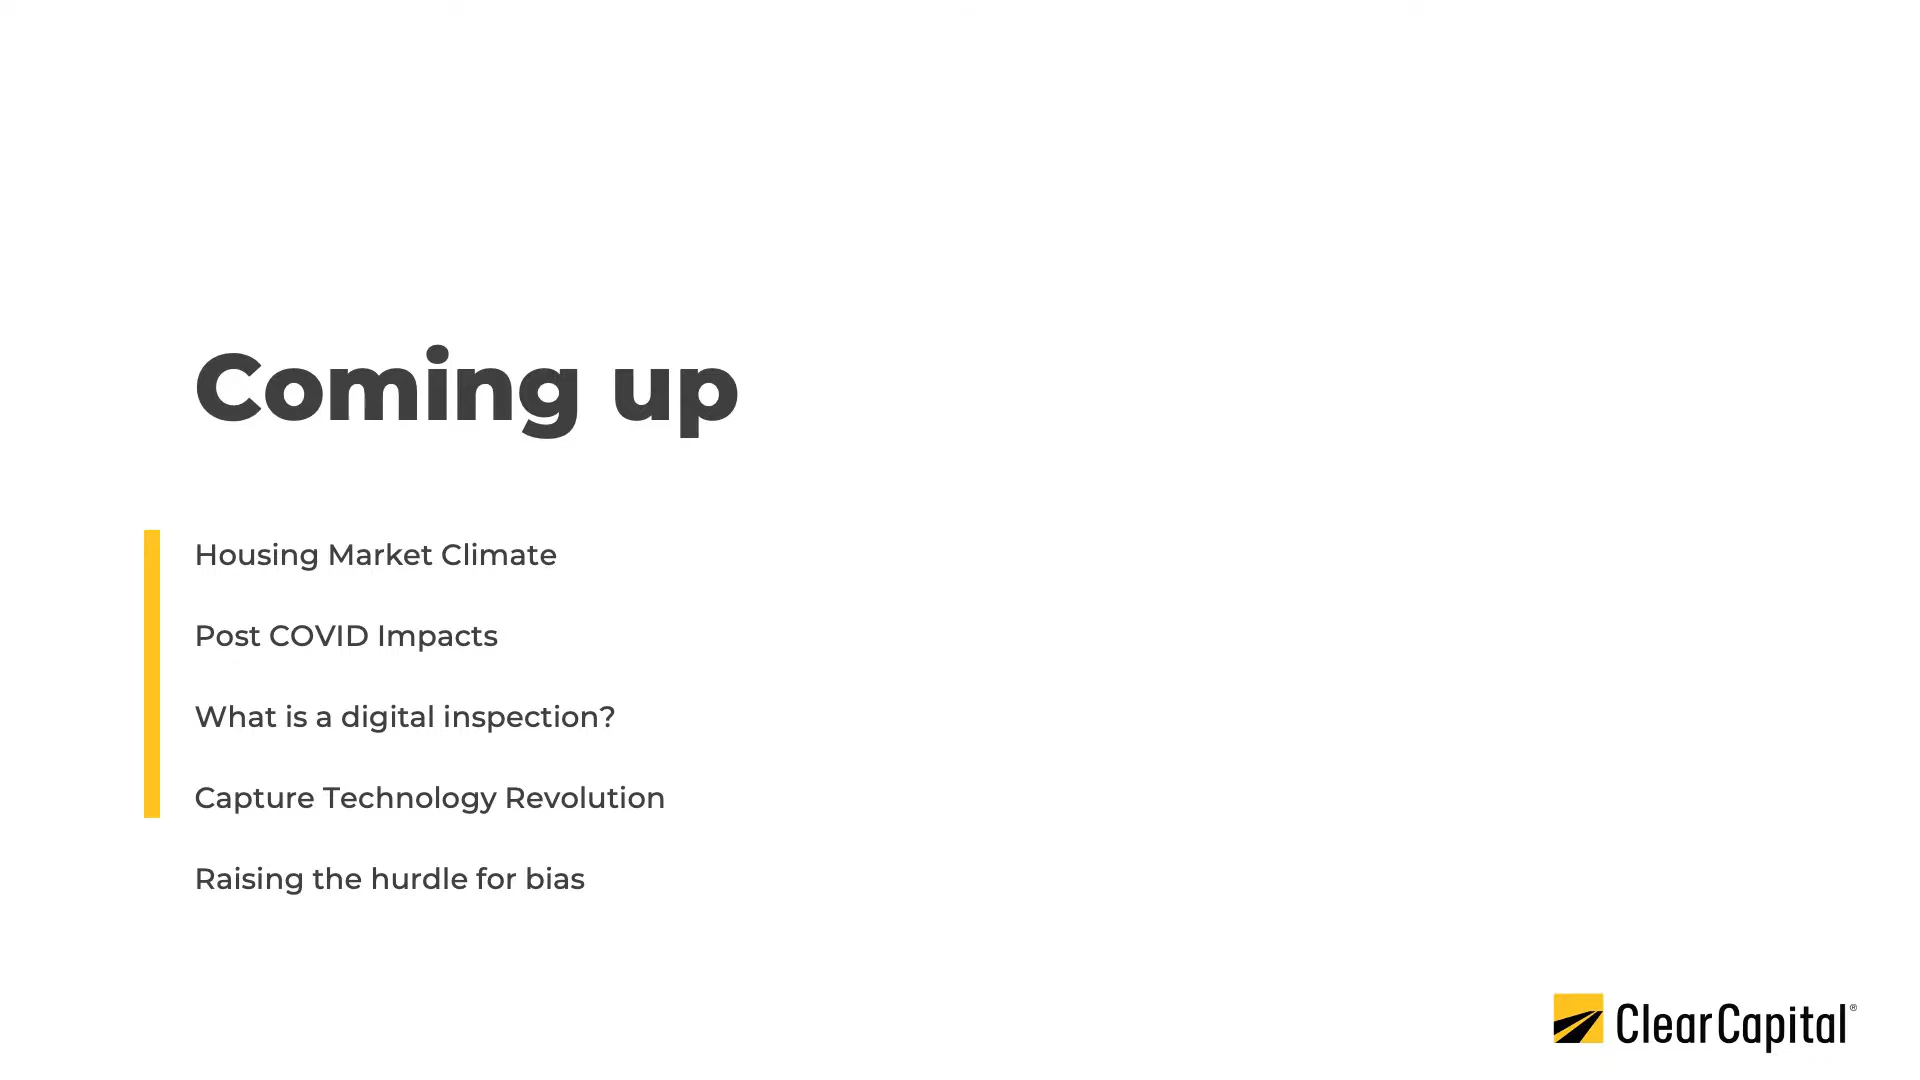 Coming up
Housing Market Climate
Post COVID Impacts
What is a digital inspection?
Capture Technology Revolution
Raising the hurdle for bias
ClearCapital®